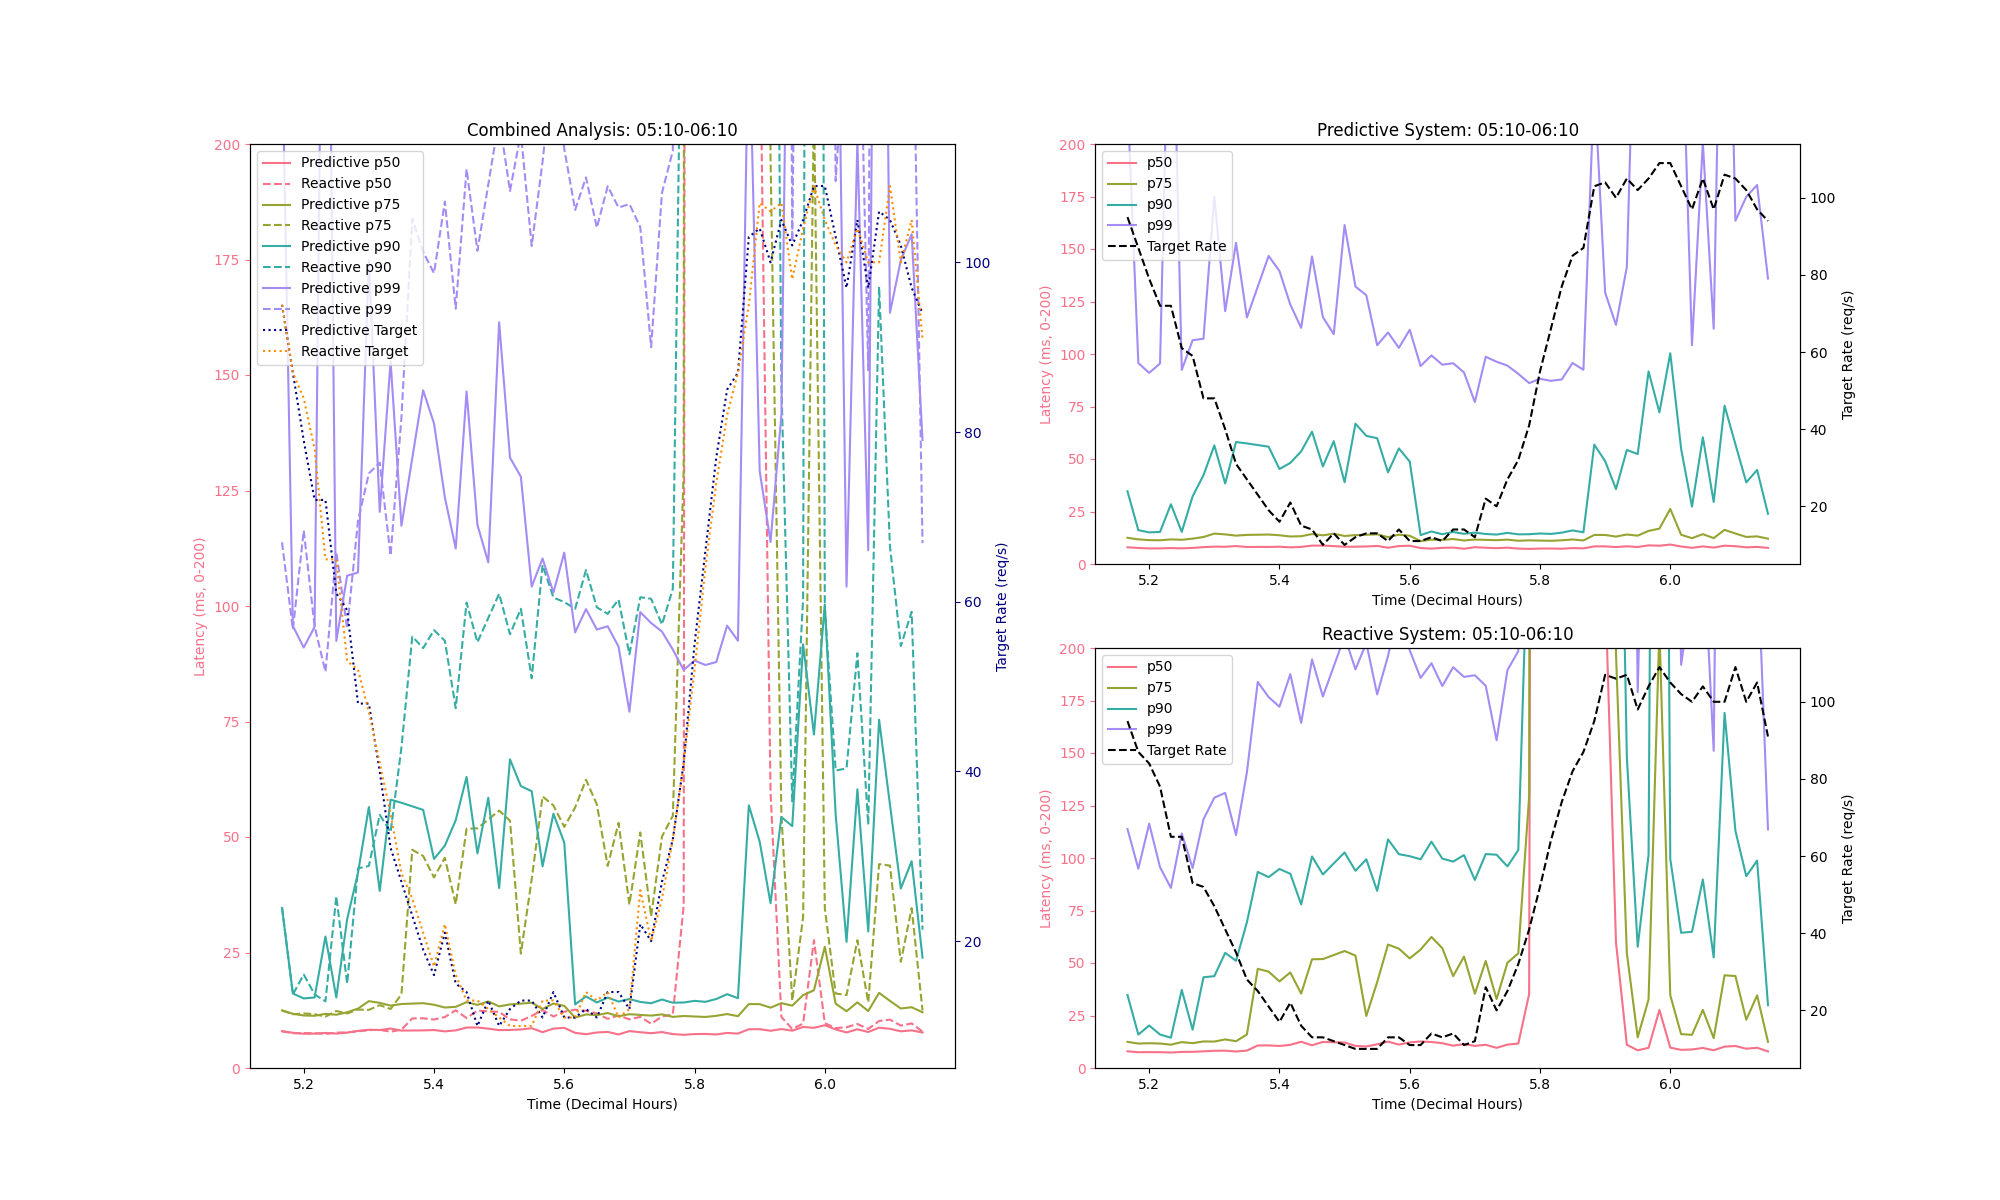 Combined Analysis: 05:10-06:10
200
175
150
125
100
75
50
25
0
Latency (ms, 0-200)
Predictive p50
Reactive p50
Predictive p75
Reactive p75
Predictive p90
Reactive p90
Predictive p99
Reactive p99
Predictive Target
Reactive Target
100
80
60
40
20
Target Rate (req/s)
5.2 5.4 5.6 5.8 6.0
Time (Decimal Hours)
Predictive System: 05:10-06:10
200
175
150
125
100
75
50
25
0
Latency (ms, 0-200)
p50
p75
p90
p99
Target Rate
100
80
60
40
20
Target Rate (req/s)
5.2 5.4 5.6 5.8 6.0
Time (Decimal Hours)
Reactive System: 05:10-06:10
200
175
150
125
100
75
50
25
0
Latency (ms, 0-200)
p50
p75
p90
p99
Target Rate
100
80
60
40
20
Target Rate (req/s)
5.2 5.4 5.6 5.8 6.0
Time (Decimal Hours)